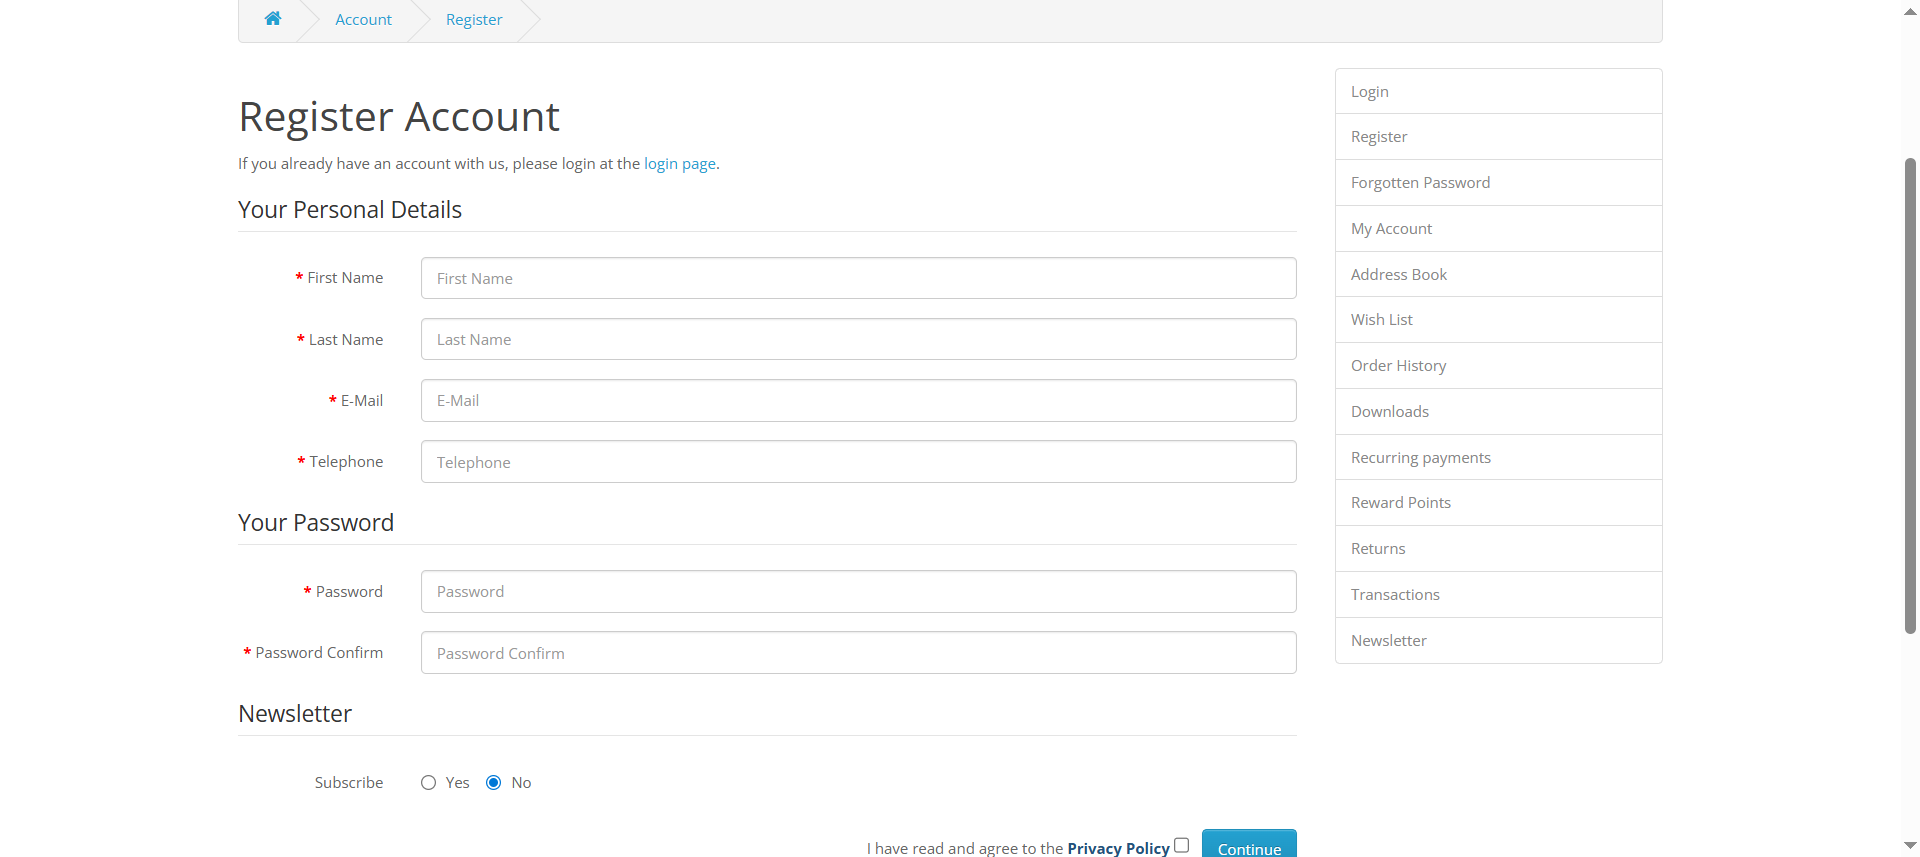 Account
Register
Register Account
If you already have an account with us, please login at the login page.
Your Personal Details
* First Name
First Name
* Last Name
Last Name
* E-Mail
E-Mail
* Telephone
Telephone
Your Password
* Password
Password
* Password Confirm
Password Confirm
Newsletter
Subscribe
Yes
No
I have read and agree to the Privacy Policy
Continue
Login
Register
Forgotten Password
My Account
Address Book
Wish List
Order History
Downloads
Recurring payments
Reward Points
Returns
Transactions
Newsletter